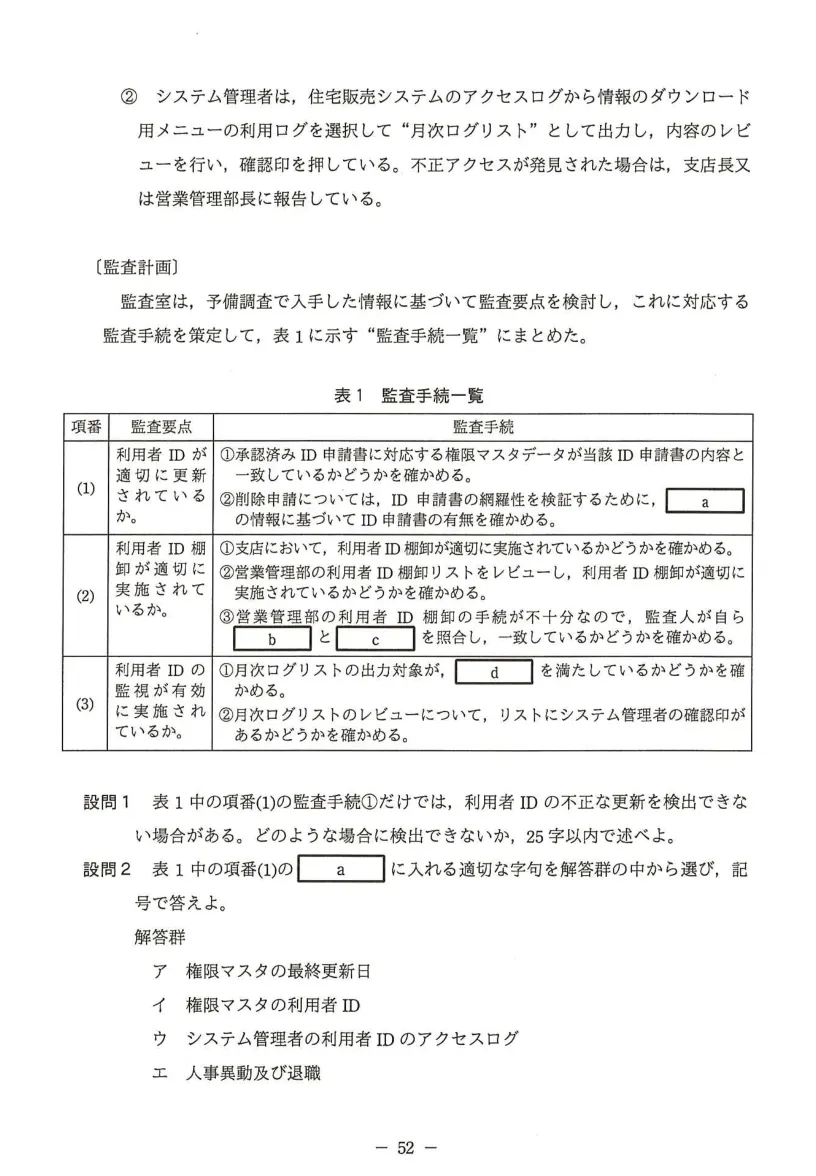 ②　システム管理者は，住宅販売システムのアクセスログから情報のダウンロード
用メニューの利用ログを選択して“月次ログリスト”として出力し，内容のレビ
ューを行い，確認印を押している。不正アクセスが発見された場合は，支店長又
は営業管理部長に報告している。
〔監査計画〕
監査室は，予備調査で入手した情報に基づいて監査要点を検討し，これに対応する
監査手続を策定して，表1に示す“監査手続一覧”にまとめた。
表1　監査手続一覧
項番　監査要点　監査手続
(1)
利用者 ID が
適切に更新
されている
か。
①承認済み ID 申請書に対応する権限マスタデータが当該 ID 申請書の内容と
一致しているかどうかを確かめる。
②削除申請については，ID 申請書の網羅性を検証するために，　a
の情報に基づいて ID 申請書の有無を確かめる。
(2)
利用者 ID 棚
卸が適切に
実施されて
いるか。
①支店において，利用者 ID 棚卸が適切に実施されているかどうかを確かめる。
②営業管理部の利用者 ID 棚卸リストをレビューし，利用者 ID 棚卸が適切に
実施されているかどうかを確かめる。
③営業管理部の利用者 ID 棚卸の手続が不十分なので，監査人が自ら
b　と　c　を照合し，一致しているかどうかを確かめる。
(3)
利用者 ID の
監視が有効
に実施され
ているか。
①月次ログリストの出力対象が，　d　を満たしているかどうかを確
かめる。
②月次ログリストのレビューについて，リストにシステム管理者の確認印が
あるかどうかを確かめる。
設問1　表1中の項番(1)の監査手続①だけでは，利用者 ID の不正な更新を検出できな
い場合がある。どのような場合に検出できないか，25字以内で述べよ。
設問2　表1中の項番(1)の　a　に入れる適切な字句を解答群の中から選び，記
号で答えよ。
解答群
ア　権限マスタの最終更新日
イ　権限マスタの利用者 ID
ウ　システム管理者の利用者 ID のアクセスログ
エ　人事異動及び退職
－ 52 －